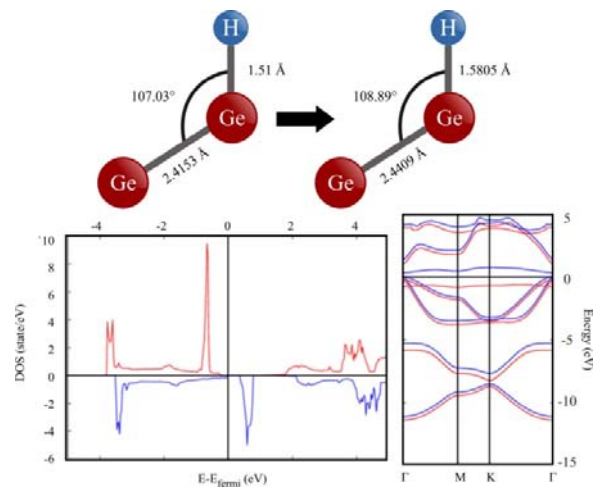 H H
107.03° 1.51 Å 108.89° 1.5805 Å
Ge Ge
2.4153 Å 2.4409 Å
Ge Ge
-4 -2 0 2 4
10
8
6
4
2
0
-2
-4
-6
DOS (state/eV)
E-Efermi (eV)
5
0
-5
-10
-15
Energy (eV)
Γ M K Γ